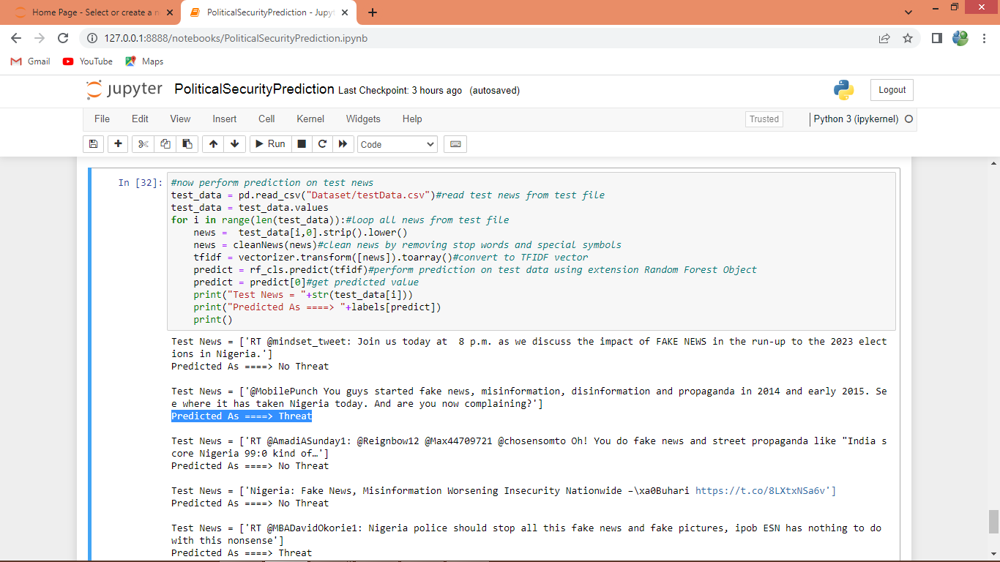 Home Page - Select or create a n
PoliticalSecurityPrediction - Jupyt
127.0.0.1:8888/notebooks/PoliticalSecurityPrediction.ipynb
Gmail YouTube Maps
jupyter PoliticalSecurityPrediction Last Checkpoint: 3 hours ago (autosaved)
Logout
File Edit View Insert Cell Kernel Widgets Help
Trusted
Python 3 (ipykernel)
Run
Code
In [32]:
#now perform prediction on test news
test_data = pd.read_csv("Dataset/testData.csv")#read test news from test file
test_data = test_data.values
for i in range(len(test_data)):#loop all news from test file
    news =  test_data[i,0].strip().lower()
    news = cleanNews(news)#clean news by removing stop words and special symbols
    tfidf = vectorizer.transform([news]).toarray()#convert to TFIDF vector
    predict = rf_cls.predict(tfidf)#perform prediction on test data using extension Random Forest Object
    predict = predict[0]#get predicted value
    print("Test News = "+str(test_data[i]))
    print("Predicted As ====> "+labels[predict])
    print()
Test News = ['RT @mindset_tweet: Join us today at  8 p.m. as we discuss the impact of FAKE NEWS in the run-up to the 2023 elect
ions in Nigeria.']
Predicted As ====> No Threat
Test News = ['@MobilePunch You guys started fake news, misinformation, disinformation and propaganda in 2014 and early 2015. Se
e where it has taken Nigeria today. And are you now complaining?']
Predicted As ====> Threat
Test News = ['RT @AmadiASunday1: @Reignbow12 @Max44709721 @chosensomto Oh! You do fake news and street propaganda like "India s
core Nigeria 99:0 kind of…']
Predicted As ====> No Threat
Test News = ['Nigeria: Fake News, Misinformation Worsening Insecurity Nationwide –\xa0Buhari https://t.co/8LXtxNSa6v']
Predicted As ====> No Threat
Test News = ['RT @MBADavidOkorie1: Nigeria police should stop all this fake news and fake pictures, ipob ESN has nothing to do
with this nonsense']
Predicted As ====> Threat